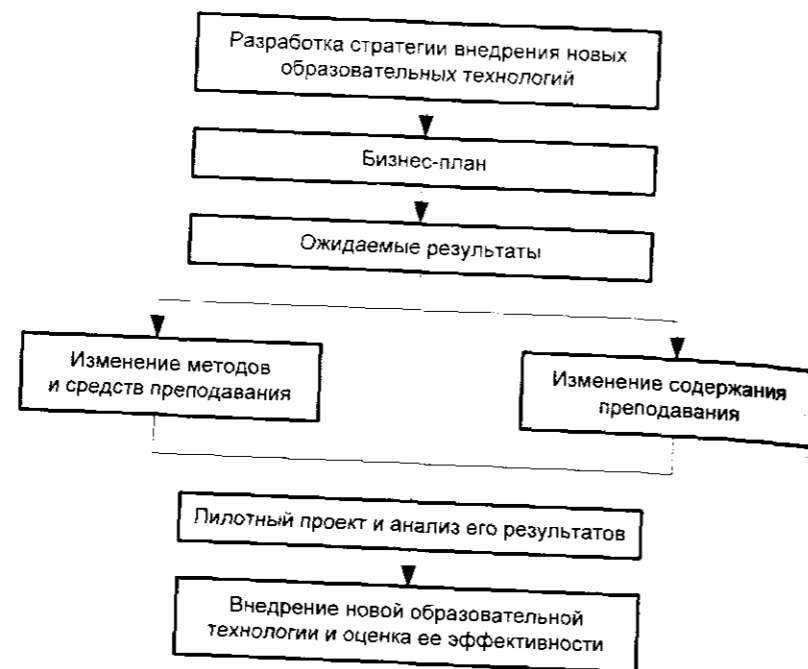 Разработка стратегии внедрения новых
образовательных технологий
Бизнес-план
Ожидаемые результаты
Изменение методов
и средств преподавания
Изменение содержания
преподавания
Пилотный проект и анализ его результатов
Внедрение новой образовательной
технологии и оценка ее эффективности